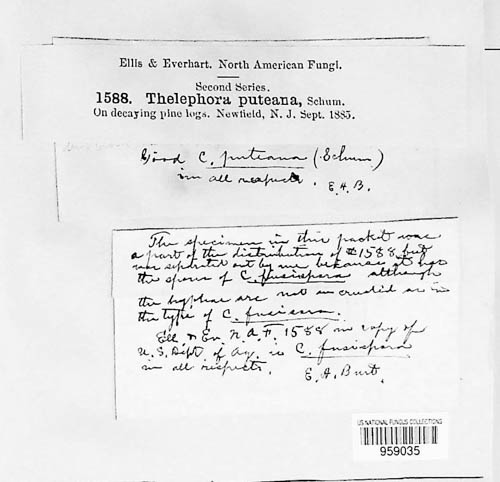 Ellis & Everhart. North American Fungi.
Second Series.
1588. Thelephora puteana, Schum.
On decaying pine logs. Newfield, N. J. Sept. 1885.
Good C. puteana (Schum)
in all respects. E.A.B.
The specimen in this packet was
a part of the distribution of #1588 but
was separated out by me because it has
the spores of C. fusispora although
the hyphae are not incrusted as in
the type of C.
Ell & Ev. N.A.F. 1588 in copy of
U.S. Dept. of Ag. is C. fusispora
in all respects. E. A. Burt.
US NATIONAL FUNGUS COLLECTIONS
959035